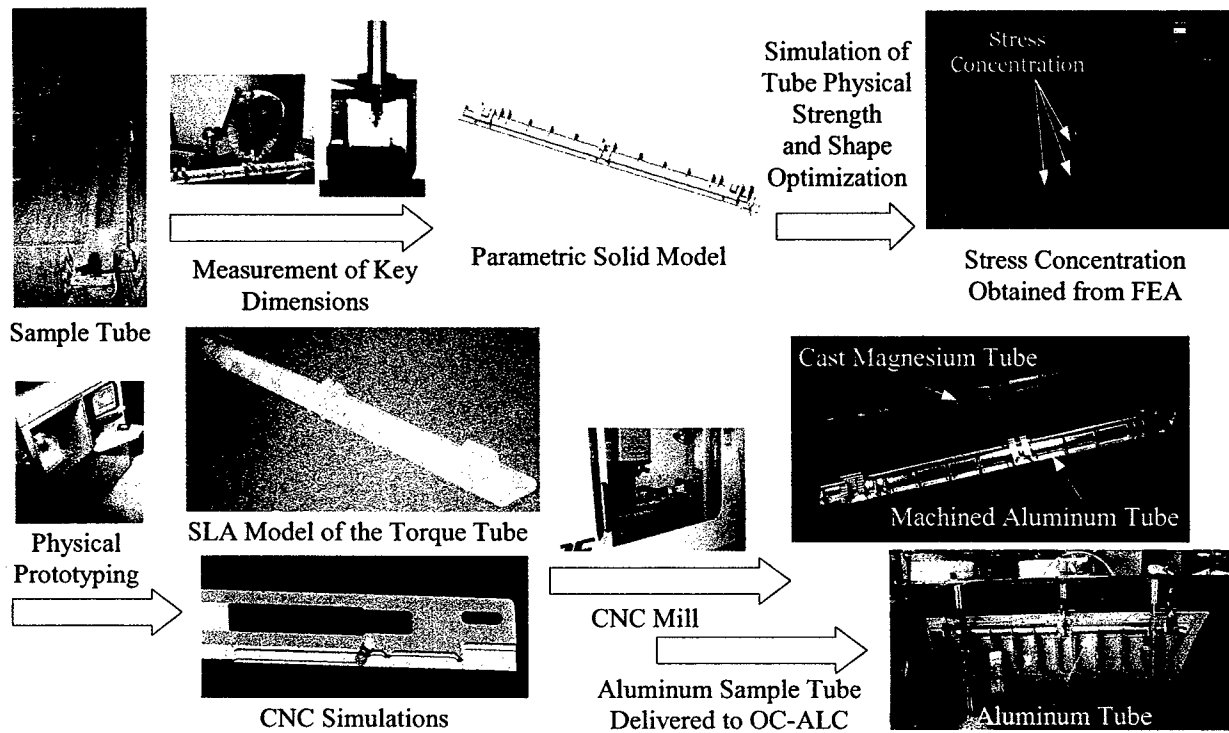 Simulation of
Tube Physical
Strength
and Shape
Optimization
Stress
Concentration
Measurement of Key
Dimensions
Parametric Solid Model
Stress Concentration
Obtained from FEA
Sample Tube
Physical
Prototyping
SLA Model of the Torque Tube
CNC Simulations
CNC Mill
Cast Magnesium Tube
Machined Aluminum Tube
Aluminum Sample Tube
Delivered to OC-ALC
Aluminum Tube